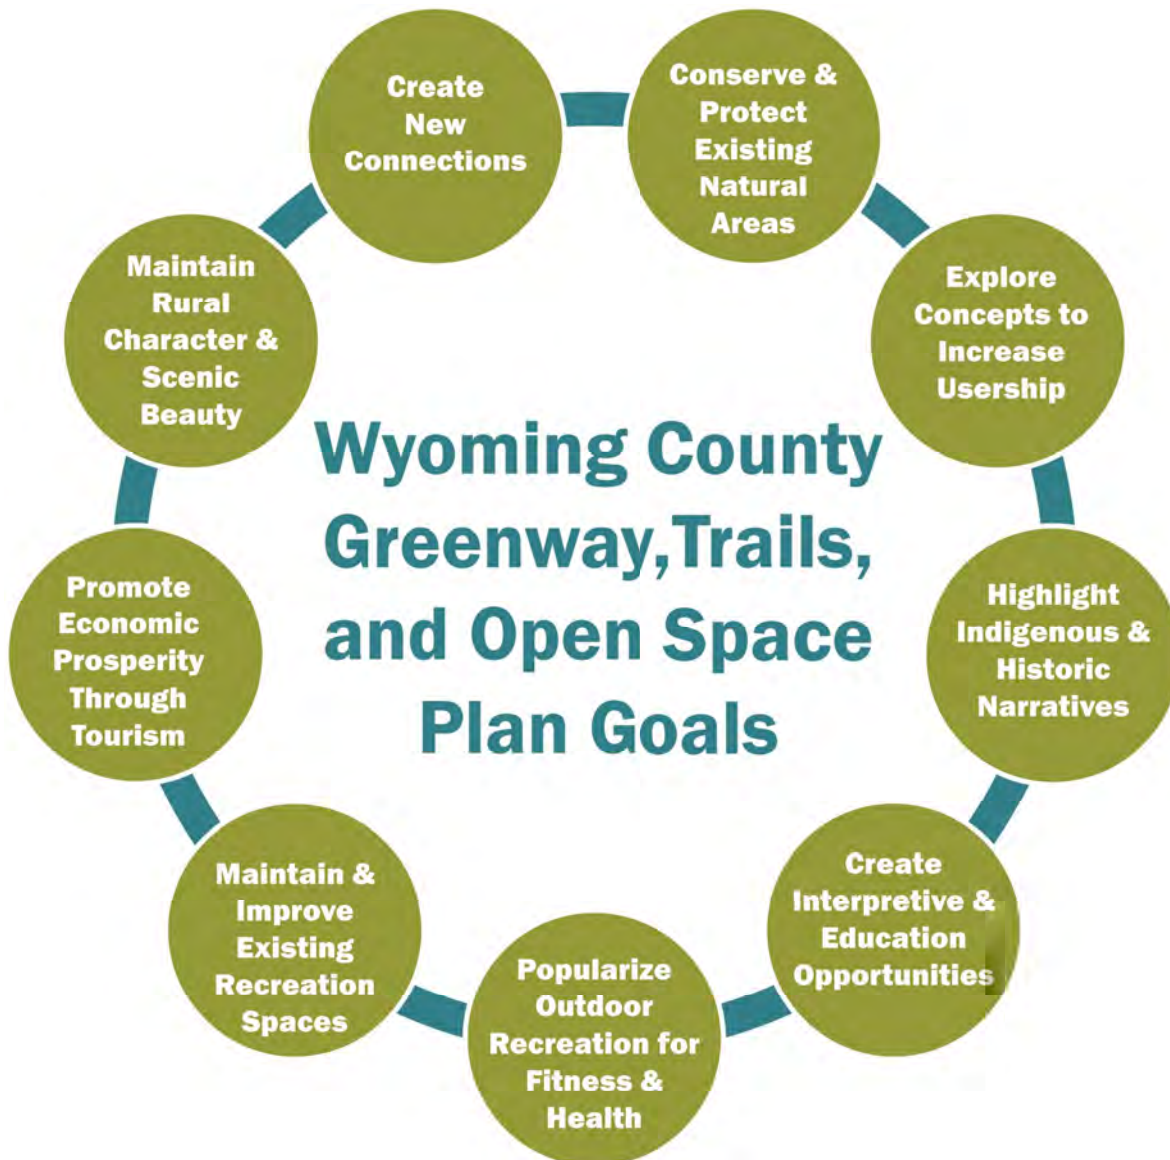 Create
New
Connections
Conserve &
Protect
Existing
Natural
Areas
Explore
Concepts to
Increase
Usership
Highlight
Indigenous &
Historic
Narratives
Create
Interpretive &
Education
Opportunities
Popularize
Outdoor
Recreation for
Fitness &
Health
Maintain &
Improve
Existing
Recreation
Spaces
Promote
Economic
Prosperity
Through
Tourism
Maintain
Rural
Character &
Scenic
Beauty
Wyoming County
Greenway,Trails,
and Open Space
Plan Goals